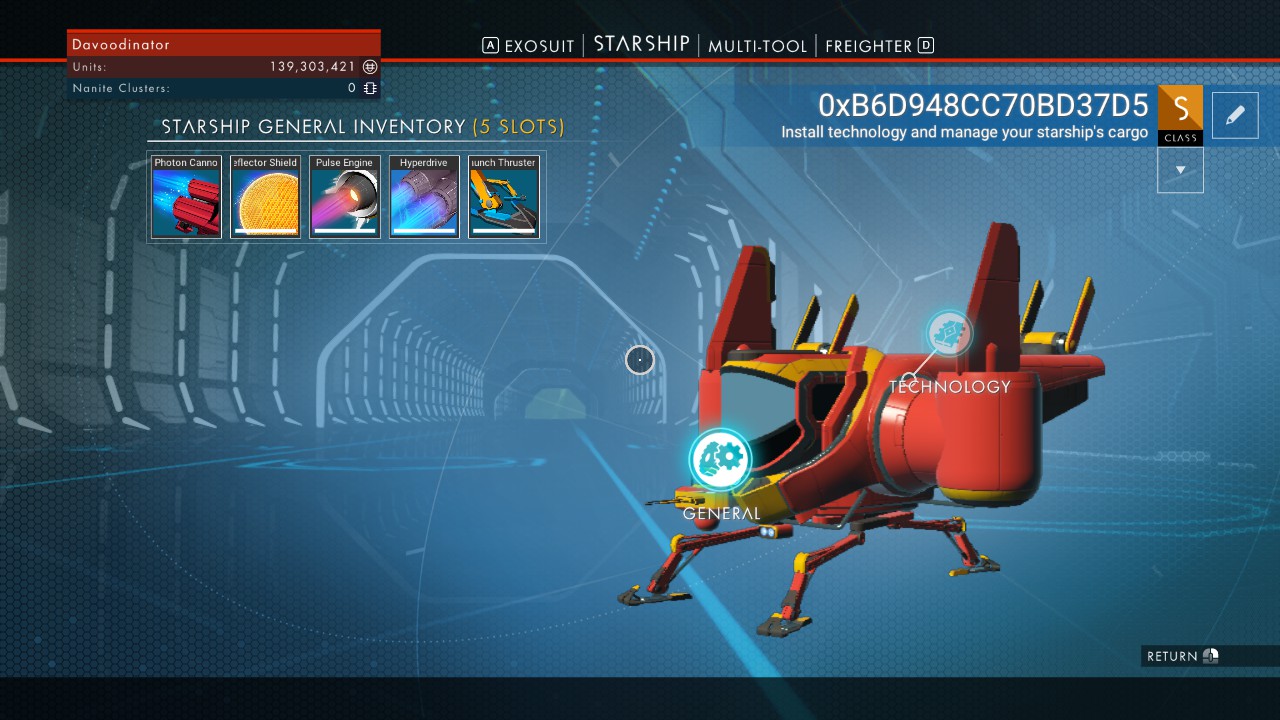 Davoodinator
Units: 139,303,421
Nanite Clusters: 0
A EXOSUIT STARSHIP MULTI-TOOL FREIGHTER D
0xB6D948CC70BD37D5
Install technology and manage your starship's cargo
S
CLASS
STARSHIP GENERAL INVENTORY (5 SLOTS)
Photon Canno eflector Shield Pulse Engine Hyperdrive unch Thruster
TECHNOLOGY
GENERAL
RETURN